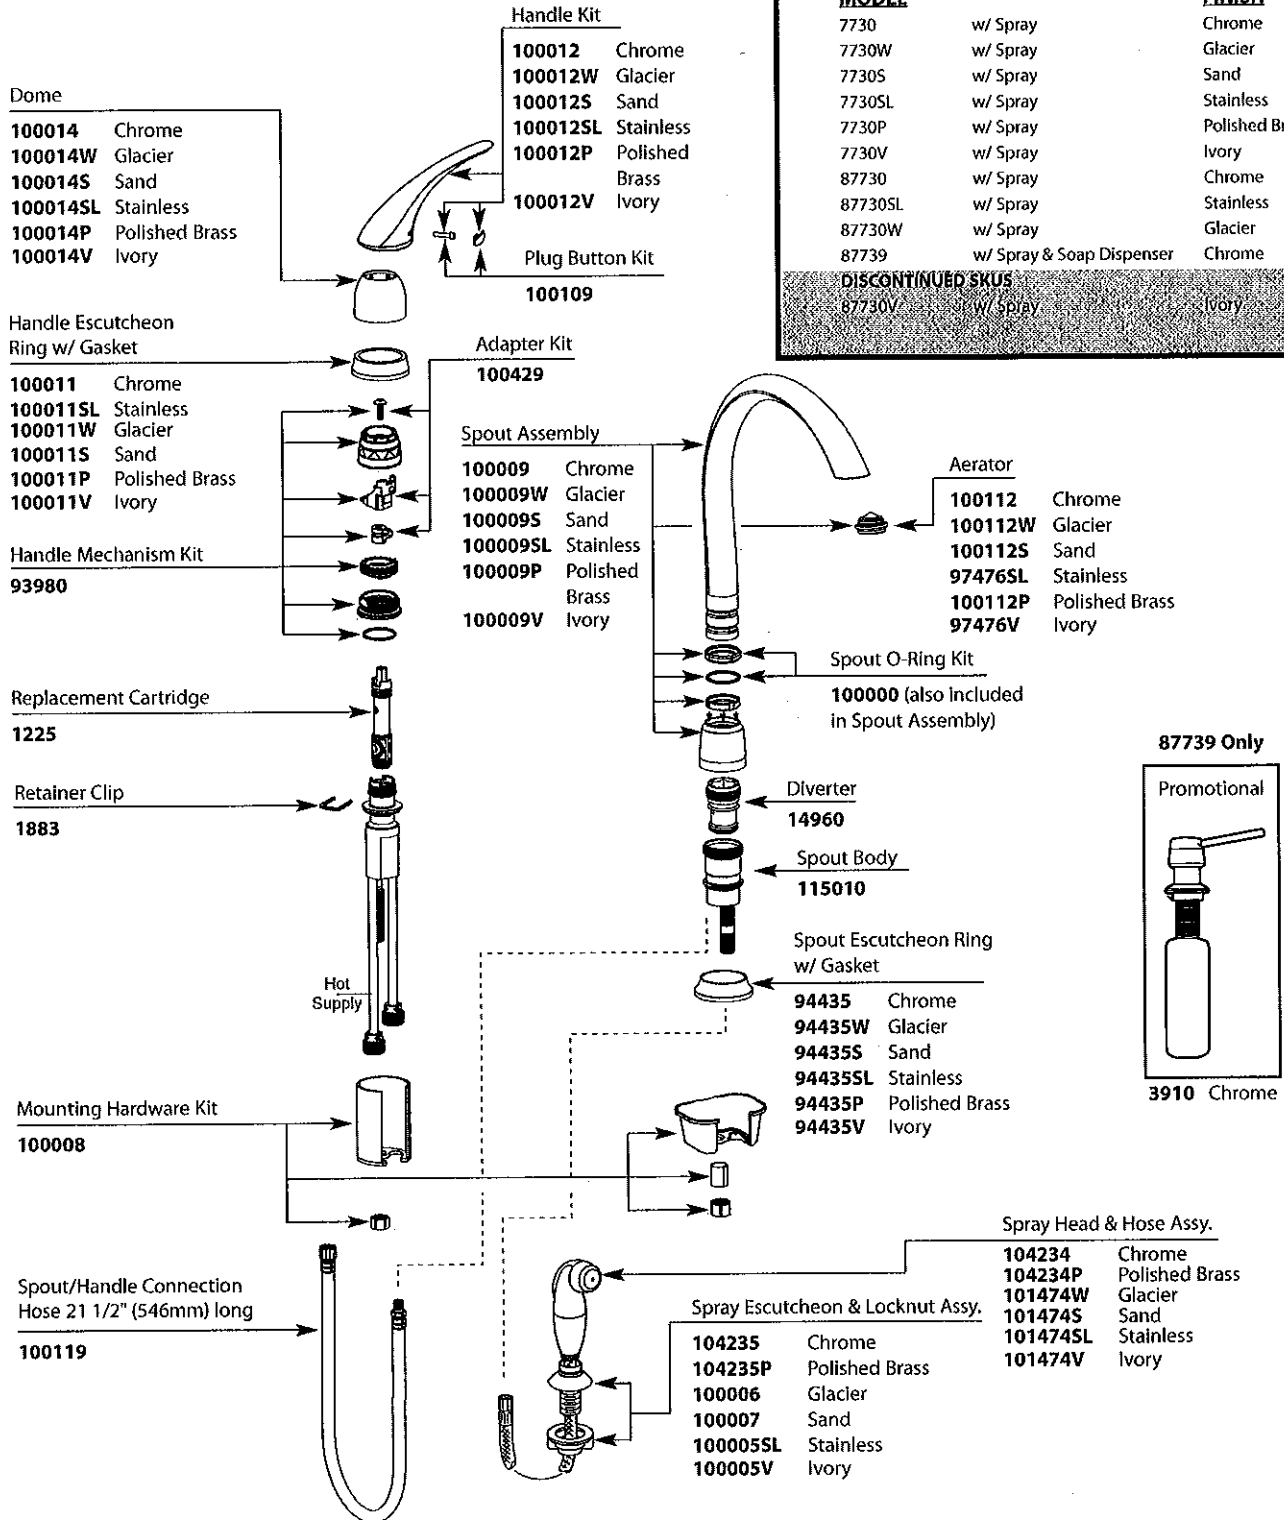 Handle Kit
100012 Chrome
100012W Glacier
100012S Sand
100012SL Stainless
100012P Polished
Brass
100012V Ivory
Plug Button Kit
100109
MODEL FINISH
7730 w/ Spray Chrome
7730W w/ Spray Glacier
7730S w/ Spray Sand
7730SL w/ Spray Stainless
7730P w/ Spray Polished
7730V w/ Spray Ivory
87730 w/ Spray Chrome
87730SL w/ Spray Stainless
87730W w/ Spray Glacier
87739 w/ Spray & Soap Dispenser Chrome
DISCONTINUED SKUS
87730V w/ Spray Ivory
Dome
100014 Chrome
100014W Glacier
100014S Sand
100014SL Stainless
100014P Polished Brass
100014V Ivory
Handle Escutcheon
Ring w/ Gasket
100011 Chrome
100011SL Stainless
100011W Glacier
100011S Sand
100011P Polished Brass
100011V Ivory
Adapter Kit
100429
Handle Mechanism Kit
93980
Spout Assembly
100009 Chrome
100009W Glacier
100009S Sand
100009SL Stainless
100009P Polished
Brass
100009V Ivory
Aerator
100112 Chrome
100112W Glacier
100112S Sand
97476SL Stainless
100112P Polished Brass
97476V Ivory
Spout O-Ring Kit
100000 (also included
in Spout Assembly)
Replacement Cartridge
1225
Retainer Clip
1883
Diverter
14960
Spout Body
115010
87739 Only
Promotional
3910 Chrome
Spout Escutcheon Ring
w/ Gasket
94435 Chrome
94435W Glacier
94435S Sand
94435SL Stainless
94435P Polished Brass
94435V Ivory
Hot
Supply
Mounting Hardware Kit
100008
Spout/Handle Connection
Hose 21 1/2" (546mm) long
100119
Spray Head & Hose Assy.
104234 Chrome
104234P Polished Brass
101474W Glacier
101474S Sand
101474SL Stainless
101474V Ivory
Spray Escutcheon & Locknut Assy.
104235 Chrome
104235P Polished Brass
100006 Glacier
100007 Sand
100005SL Stainless
100005V Ivory